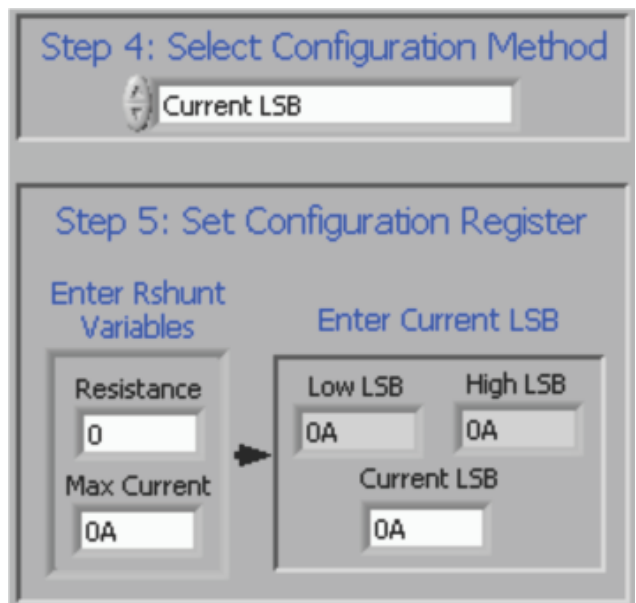 Step 4: Select Configuration Method
Current LSB
Step 5: Set Configuration Register
Enter Rshunt
Variables
Resistance
0
Max Current
0A
Enter Current LSB
Low LSB
0A
High LSB
0A
Current LSB
0A